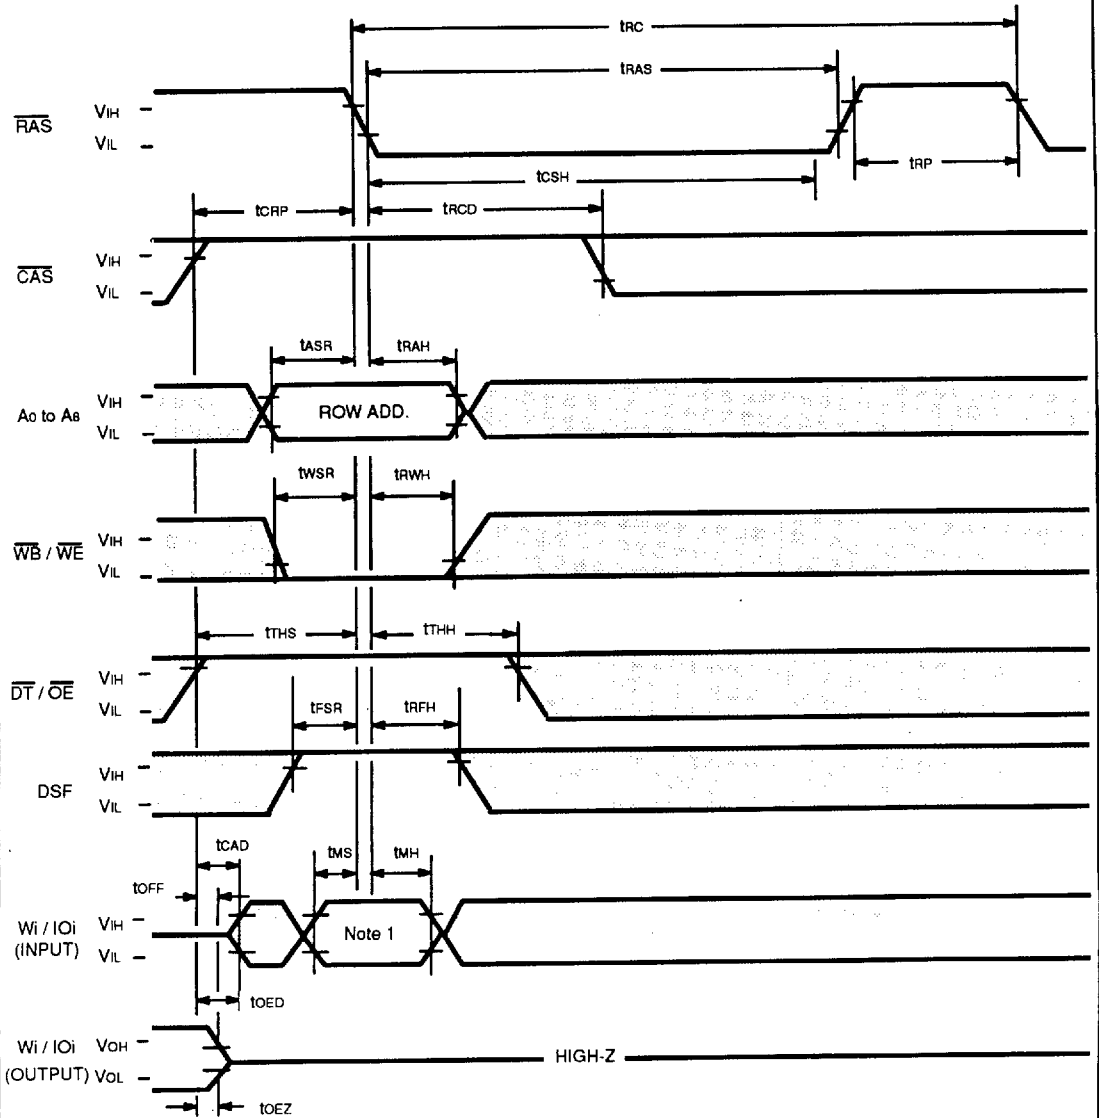 tRC
tRAS
RAS
VIH
VIL
tRP
tCSH
tCRP
tRCD
CAS
VIH
VIL
tASR
tRAH
A0 to A8
VIH
VIL
ROW ADD.
tWSR
tRWH
WB / WE
VIH
VIL
tTHS
tTHH
DT / OE
VIH
VIL
tFSR
tRFH
DSF
VIH
VIL
tCAD
tMS
tMH
tOFF
Wi / IOi
(INPUT)
VIH
VIL
Note 1
tOED
Wi / IOi
(OUTPUT)
VOH
VOL
HIGH-Z
tOEZ